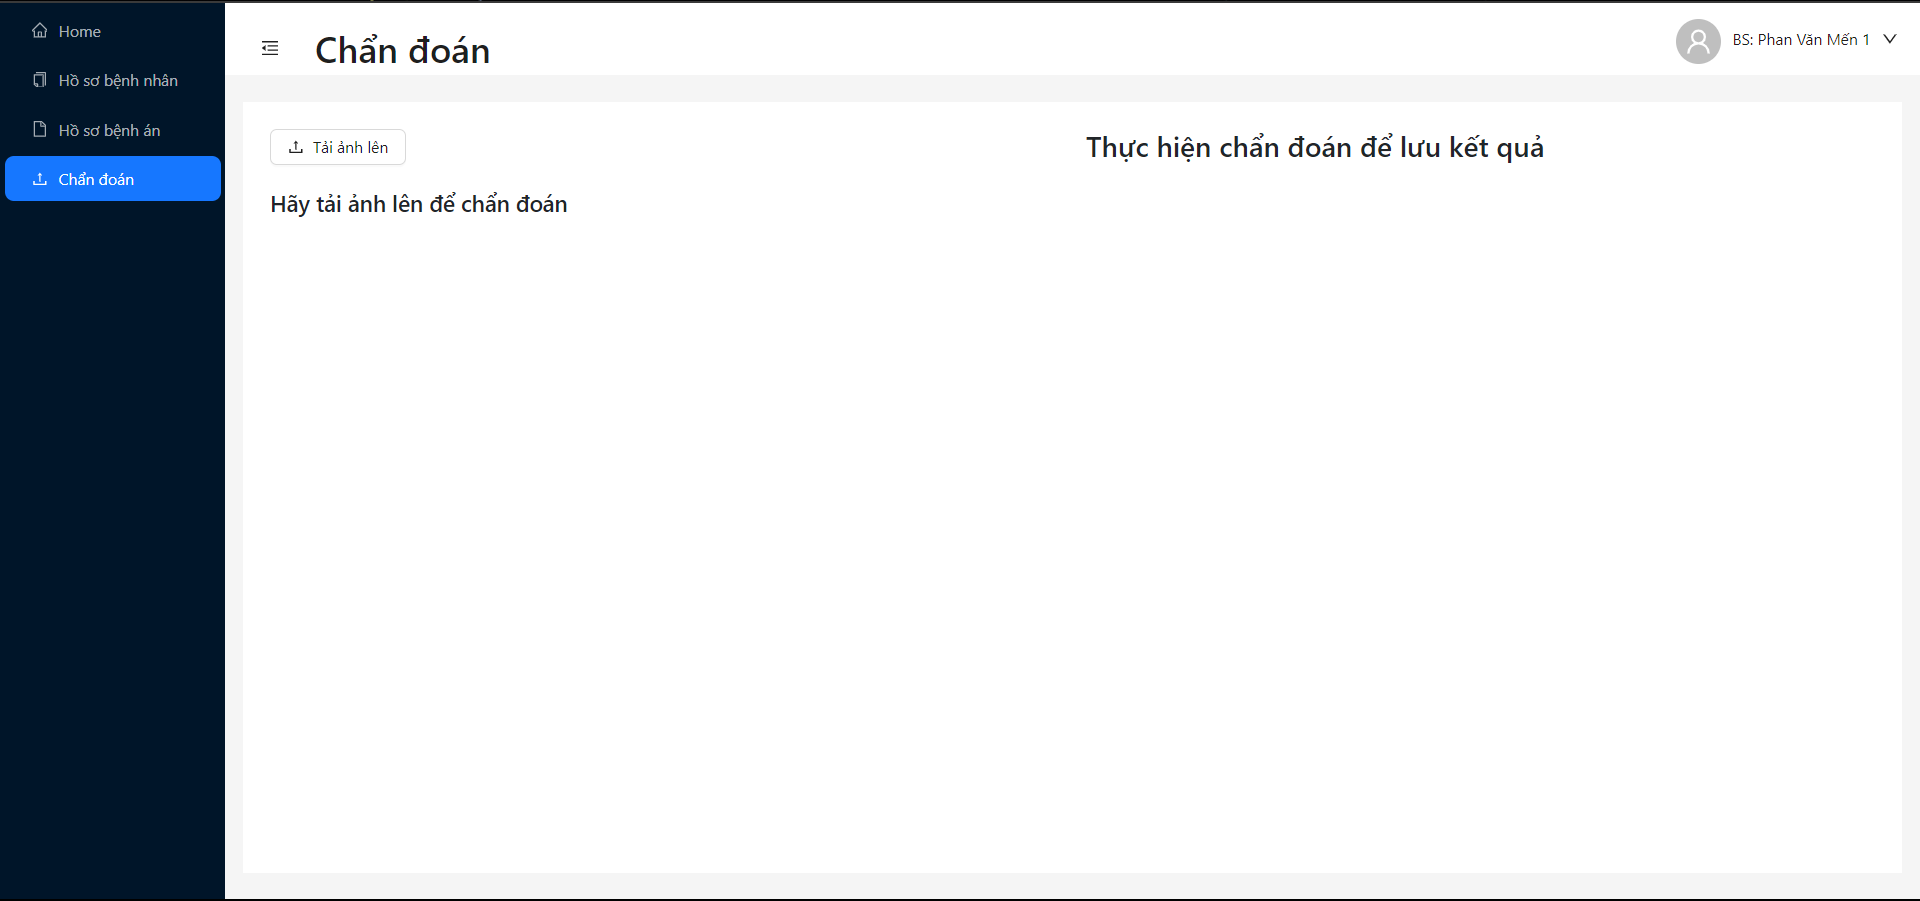 Home
Hồ sơ bệnh nhân
Hồ sơ bệnh án
Chẩn đoán
Chẩn đoán
BS: Phan Văn Mến 1
Tải ảnh lên
Thực hiện chẩn đoán để lưu kết quả
Hãy tải ảnh lên để chẩn đoán